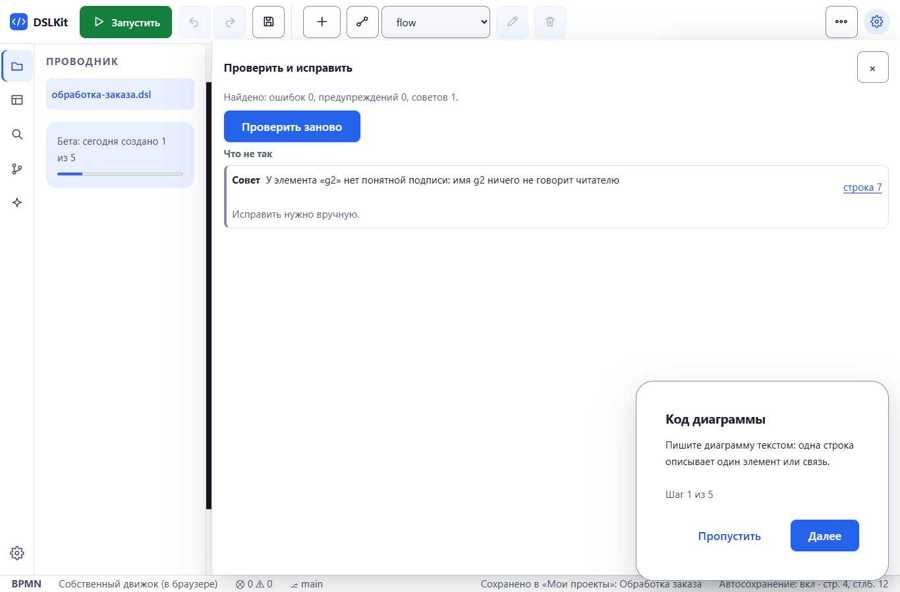 DSLKit
Запустить
flow
ПРОВОДНИК
обработка-заказа.dsl
Бета: сегодня создано 1
из 5
Проверить и исправить
×
Найдено: ошибок 0, предупреждений 0, советов 1.
Проверить заново
Что не так
Совет У элемента «g2» нет понятной подписи: имя g2 ничего не говорит читателю
строка 7
Исправить нужно вручную.
Код диаграммы
Пишите диаграмму текстом: одна строка
описывает один элемент или связь.
Шаг 1 из 5
Пропустить
Далее
BPMN
Собственный движок (в браузере)
0
0
main
Сохранено в «Мои проекты»: Обработка заказа
Автосохранение: вкл · стр. 4, стлб. 12